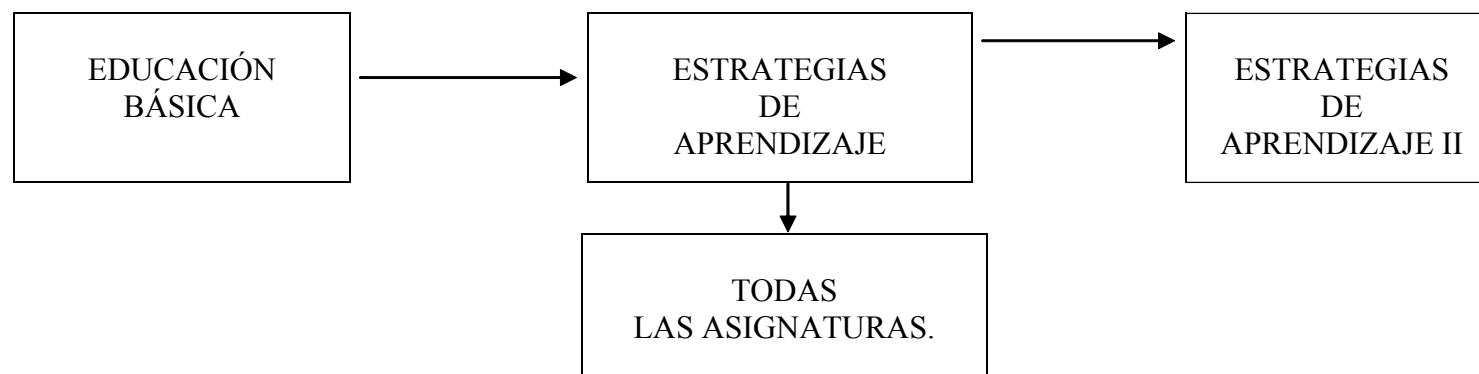 EDUCACIÓN
BÁSICA
ESTRATEGIAS
DE
APRENDIZAJE
ESTRATEGIAS
DE
APRENDIZAJE II
TODAS
LAS ASIGNATURAS.